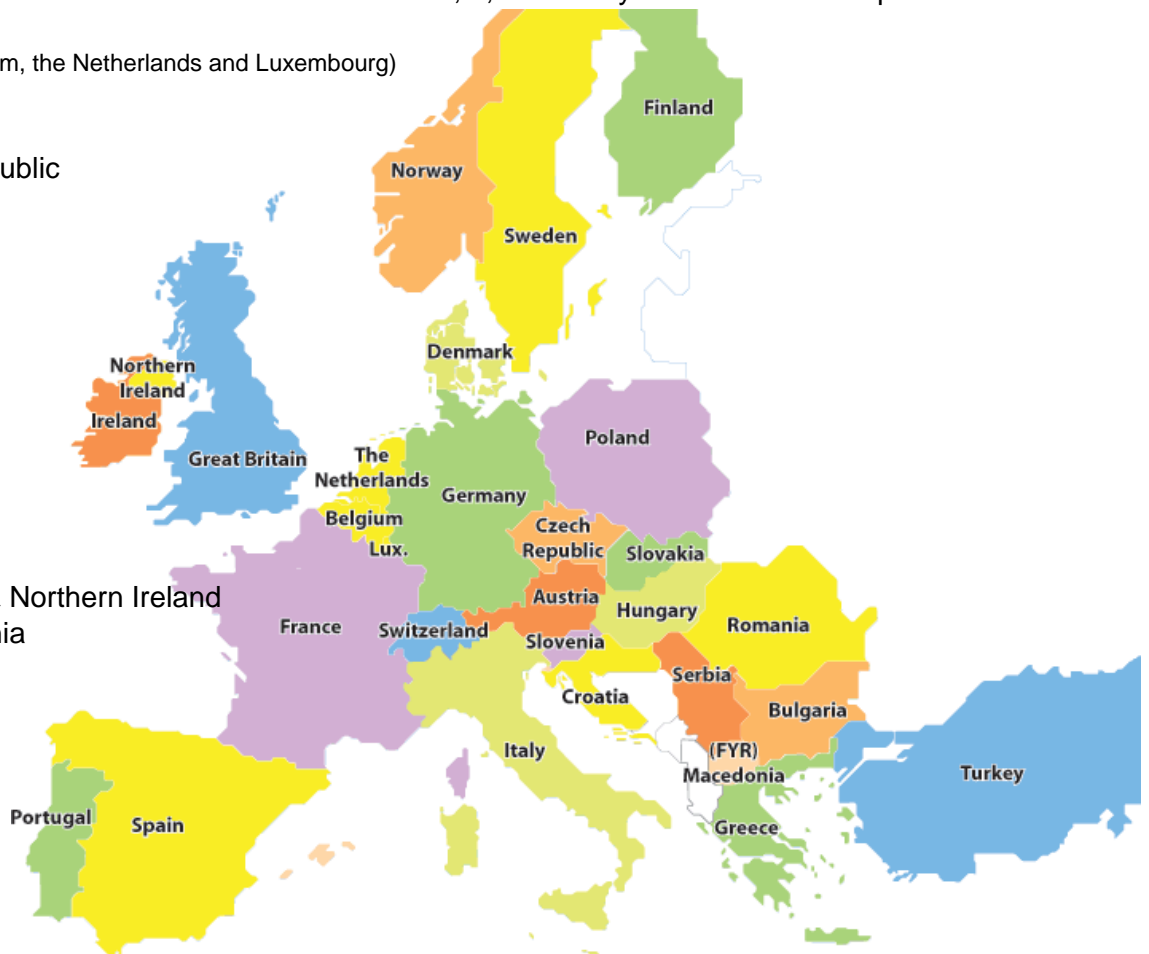 m, the Netherlands and Luxembourg)
Finland
ublic
Norway
Sweden
Denmark
Northern
Ireland
Ireland
Great Britain
Poland
The
Netherlands
Germany
Belgium
Lux.
Czech
Republic
Slovakia
Austria
Northern Ireland
nia
Hungary
France
Switzerland
Slovenia
Romania
Serbia
Croatia
Bulgaria
Italy
(FYR)
Macedonia
Turkey
Portugal
Spain
Greece